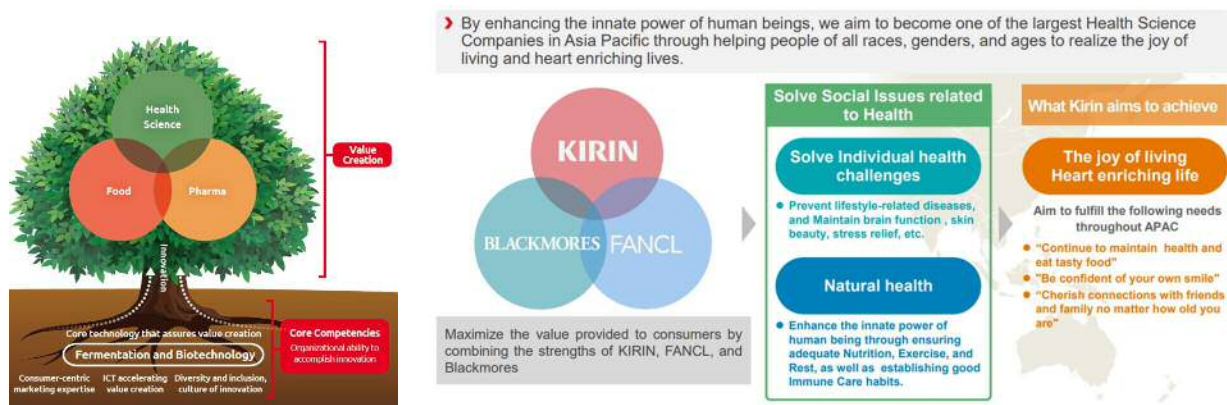 Health
Science
Food
Pharma
Innovation
Value
Creation
Core technology that assures value creation
Fermentation and Biotechnology
Consumer-centric
marketing expertise
ICT accelerating
value creation
Diversity and inclusion,
culture of innovation
Core Competencies
Organizational ability to
accomplish innovation
By enhancing the innate power of human beings, we aim to become one of the largest Health Science
Companies in Asia Pacific through helping people of all races, genders, and ages to realize the joy of
living and heart enriching lives.
KIRIN
BLACKMORES
FANCL
Maximize the value provided to consumers by
combining the strengths of KIRIN, FANCL, and
Blackmores
Solve Social Issues related
to Health
Solve Individual health
challenges
Prevent lifestyle-related diseases,
and Maintain brain function , skin
beauty, stress relief, etc.
Natural health
Enhance the innate power of
human being through ensuring
adequate Nutrition, Exercise, and
Rest, as well as establishing good
Immune Care habits.
What Kirin aims to achieve
The joy of living
Heart enriching life
Aim to fulfill the following needs
throughout APAC
“Continue to maintain health and
eat tasty food”
"Be confident of your own smile"
“Cherish connections with friends
and family no matter how old you
are”